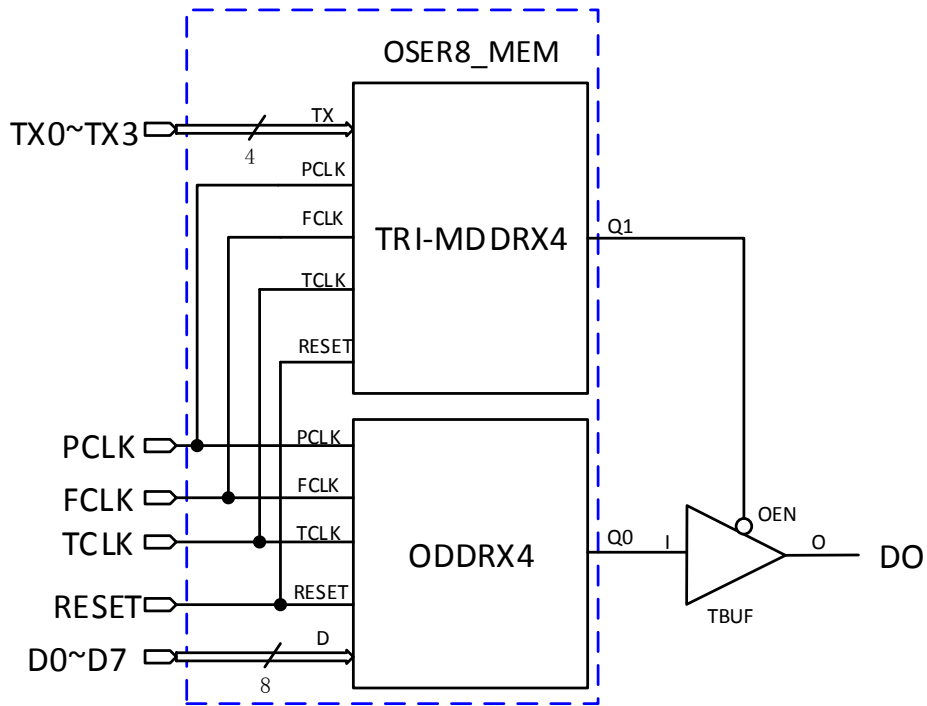 OSER8_MEM
TX0~TX3
4
TX
PCLK
FCLK
TCLK
RESET
TRI-MDDRX4
Q1
PCLK
FCLK
TCLK
RESET
D0~D7
8
PCLK
FCLK
TCLK
RESET
D
ODDRX4
Q0
I
OEN
TBUF
O
DO